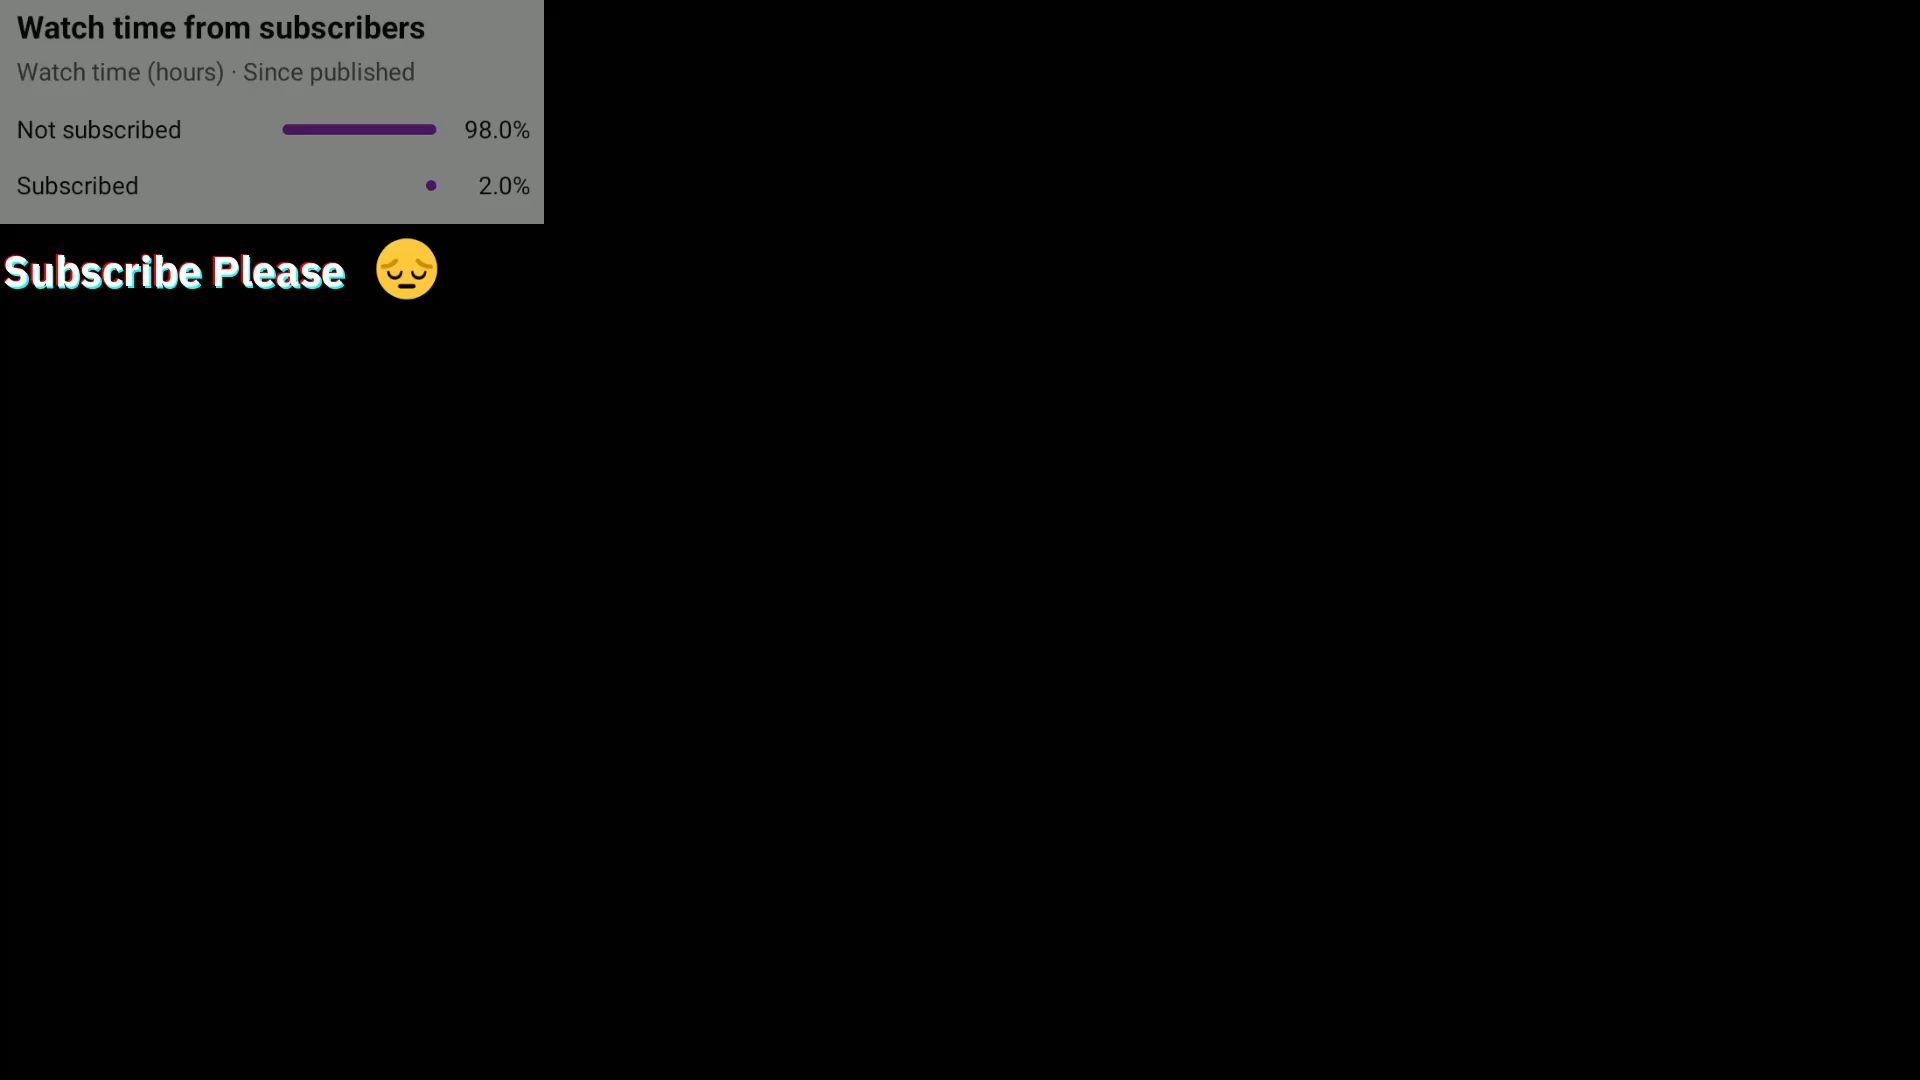 Watch time from subscribers
Watch time (hours) · Since published
Not subscribed 98.0%
Subscribed 2.0%
Subscribe Please 😔